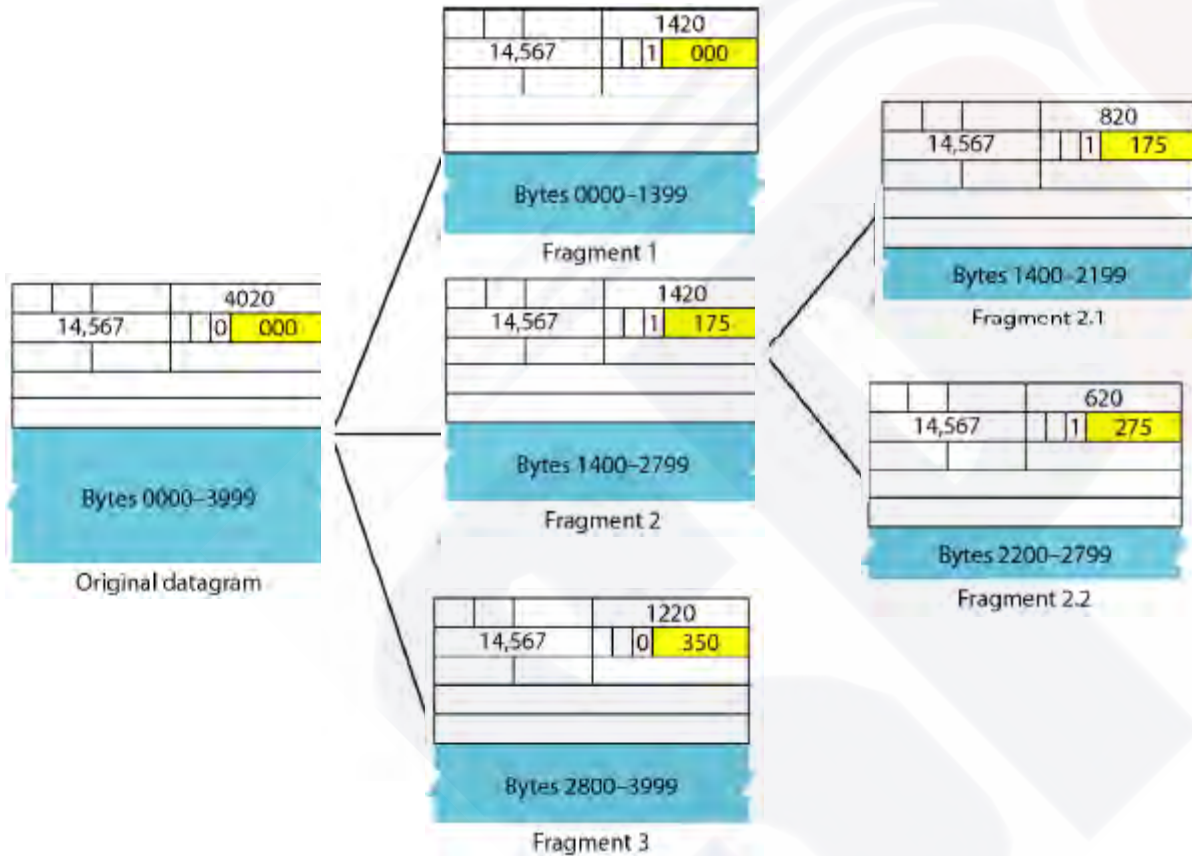 4020
14,567 0 000
Bytes 0000–3999
Original datagram
1420
14,567 1 000
Bytes 0000–1399
Fragment 1
1420
14,567 1 175
Bytes 1400–2799
Fragment 2
1220
14,567 0 350
Bytes 2800–3999
Fragment 3
820
14,567 1 175
Bytes 1400–2199
Fragment 2.1
620
14,567 1 275
Bytes 2200–2799
Fragment 2.2